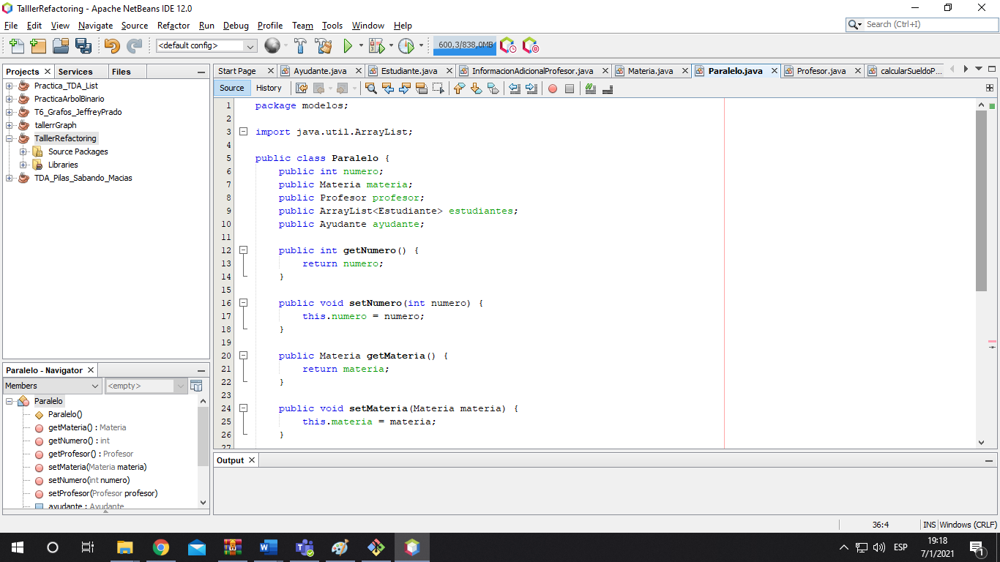 TalllerRefactoring - Apache NetBeans IDE 12.0
File Edit View Navigate Source Refactor Run Debug Profile Team Tools Window Help
Search (Ctrl+I)
<default config>
600,3/838,0MB
Projects Services Files
Practica_TDA_List
PracticaArbolBinario
T6_Grafos_JeffreyPrado
tallerrGraph
TalllerRefactoring
Source Packages
Libraries
TDA_Pilas_Sabando_Macias
Paralelo - Navigator
Members <empty>
Paralelo
Paralelo()
getMateria() : Materia
getNumero() : int
getProfesor() : Profesor
setMateria(Materia materia)
setNumero(int numero)
setProfesor(Profesor profesor)
ayudante : Ayudante
Start Page Ayudante.java Estudiante.java InformacionAdicionalProfesor.java Materia.java Paralelo.java Profesor.java calcularSueldoP...
Source History
1 package modelos;
2
3 import java.util.ArrayList;
4
5 public class Paralelo {
6 public int numero;
7 public Materia materia;
8 public Profesor profesor;
9 public ArrayList<Estudiante> estudiantes;
10 public Ayudante ayudante;
11
12 public int getNumero() {
13 return numero;
14 }
15
16 public void setNumero(int numero) {
17 this.numero = numero;
18 }
19
20 public Materia getMateria() {
21 return materia;
22 }
23
24 public void setMateria(Materia materia) {
25 this.materia = materia;
26 }
27
Output
36:4 INS Windows (CRLF)
ESP
19:18
7/1/2021
1